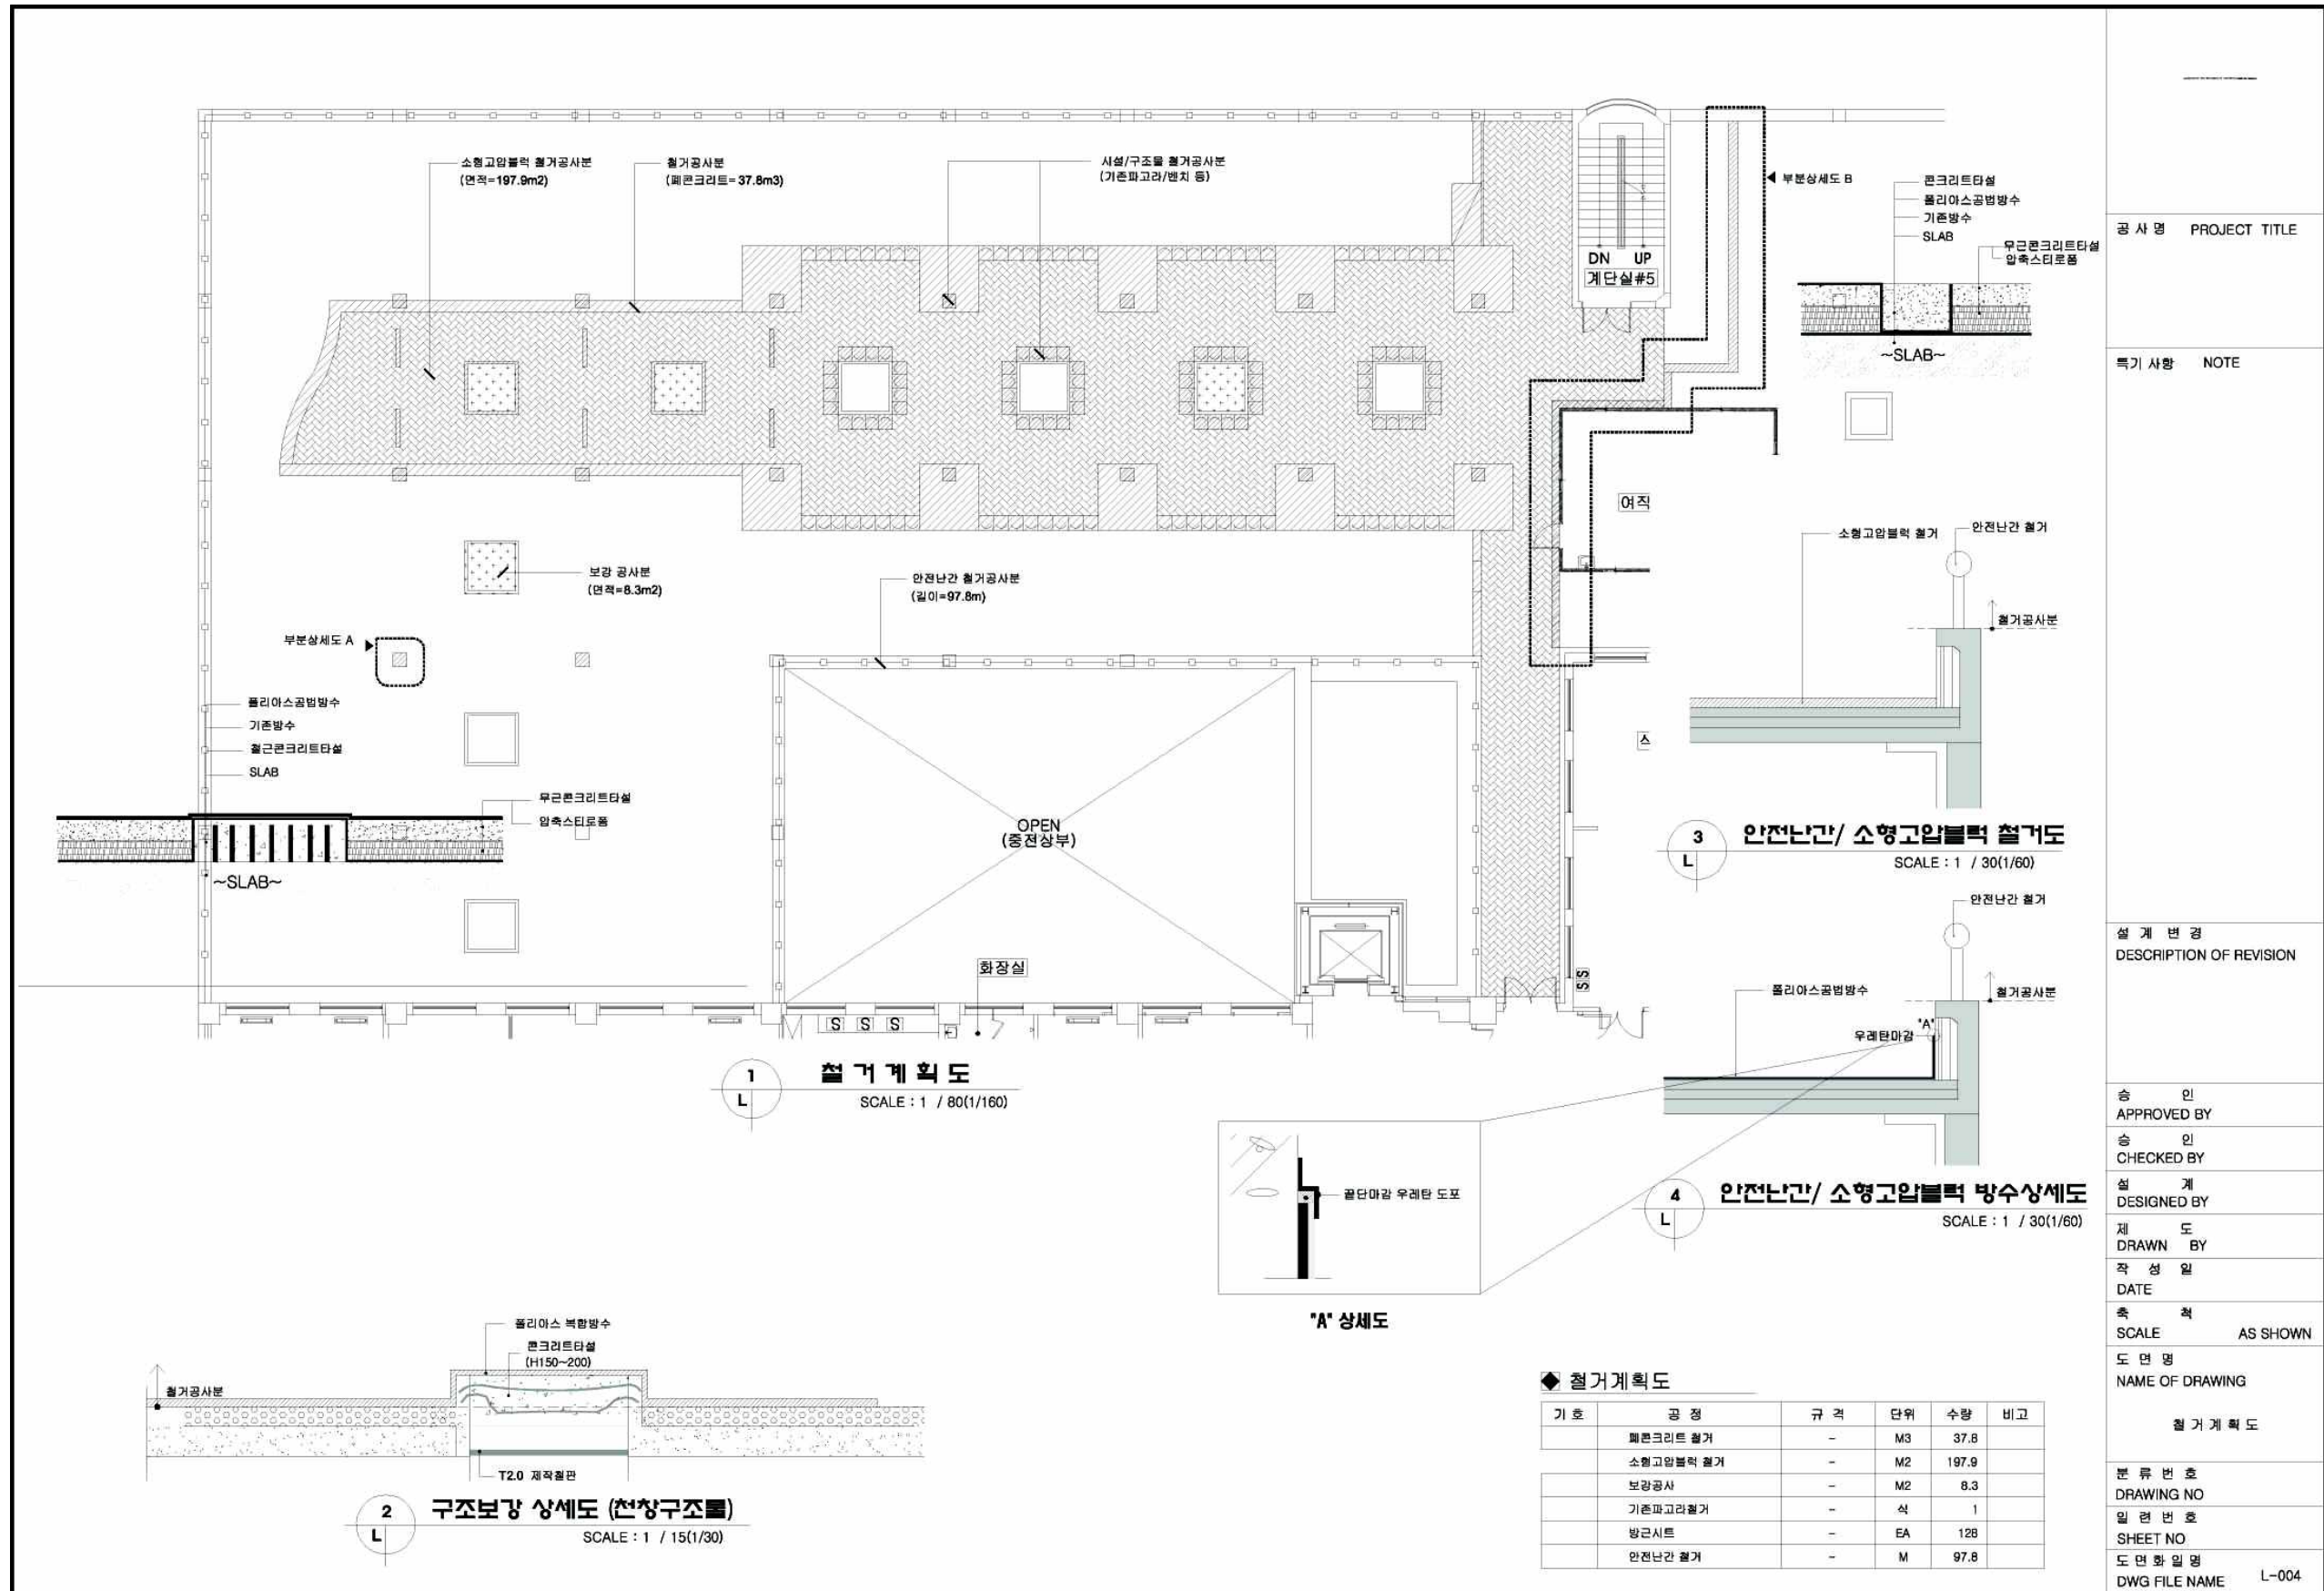 소형고압블럭 철거공사분
(면적=197.9m2)
철거공사분
(폐콘크리트=37.8m3)
시설/구조물 철거공사분
(기존파고라/벤치 등)
DN UP
계단실#5
부분상세도 B
콘크리트타설
폴리아스공법방수
기존방수
SLAB
무근콘크리트타설
압축스티로폼
~SLAB~
여직
보강 공사분
(면적=8.3m2)
안전난간 철거공사분
(길이=97.8m)
부분상세도 A
폴리아스공법방수
기존방수
철근콘크리트타설
SLAB
무근콘크리트타설
압축스티로폼
~SLAB~
OPEN
(중전상부)
화장실
S S S
SS
스
1
L
철거계획도
SCALE : 1 / 80(1/160)
소형고압블럭 철거
안전난간 철거
철거공사분
3
L
안전난간/ 소형고압블럭 철거도
SCALE : 1 / 30(1/60)
안전난간 철거
폴리아스공법방수
철거공사분
"A"
우레탄마감
4
L
안전난간/ 소형고압블럭 방수상세도
SCALE : 1 / 30(1/60)
끝단마감 우레탄 도포
"A" 상세도
폴리아스 복합방수
콘크리트타설
(H150~200)
철거공사분
T2.0 제작철판
2
L
구조보강 상세도 (천창구조물)
SCALE : 1 / 15(1/30)
◆ 철거계획도
기호 공정 규격 단위 수량 비고
폐콘크리트 철거 - M3 37.8
소형고압블럭 철거 - M2 197.9
보강공사 - M2 8.3
기존파고라철거 - 식 1
방근시트 - EA 128
안전난간 철거 - M 97.8
공사명 PROJECT TITLE
특기사항 NOTE
설계변경
DESCRIPTION OF REVISION
승인
APPROVED BY
승인
CHECKED BY
설계
DESIGNED BY
제도
DRAWN BY
작성일
DATE
축척
SCALE AS SHOWN
도면명
NAME OF DRAWING
철거계획도
분류번호
DRAWING NO
일련번호
SHEET NO
도면화일명
DWG FILE NAME L-004